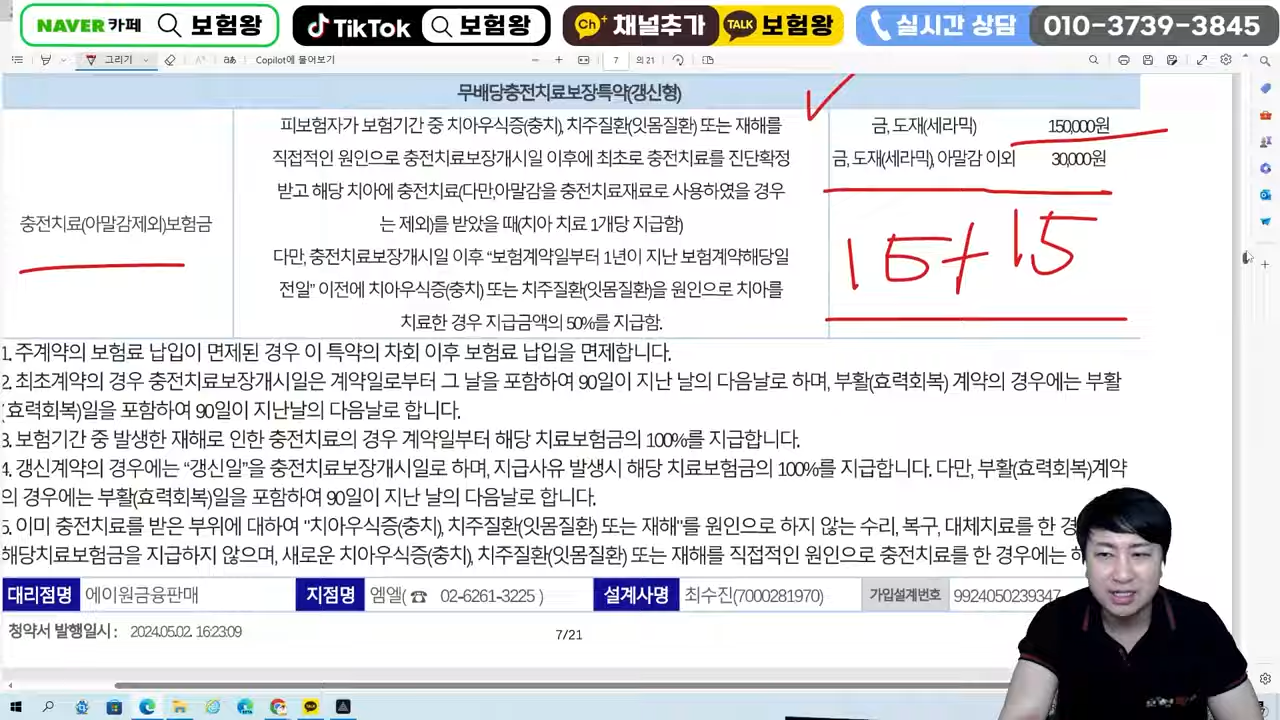 NAVER 카페 보험왕
TikTok 보험왕
Ch+ 채널추가 TALK 보험왕
실시간 상담 010-3739-3845
그리기 가あ Copilot에 물어보기 7 의 21
무배당충전치료보장특약(갱신형)
충전치료(아말감제외)보험금
피보험자가 보험기간 중 치아우식증(충치), 치주질환(잇몸질환) 또는 재해를
직접적인 원인으로 충전치료보장개시일 이후에 최초로 충전치료를 진단확정
받고 해당 치아에 충전치료(다만,아말감을 충전치료재료로 사용하였을 경우
는 제외)를 받았을 때(치아 치료 1개당 지급함)
다만, 충전치료보장개시일 이후 “보험계약일부터 1년이 지난 보험계약해당일
전일” 이전에 치아우식증(충치) 또는 치주질환(잇몸질환)을 원인으로 치아를
치료한 경우 지급금액의 50%를 지급함.
금, 도재(세라믹) 150,000원
금, 도재(세라믹), 아말감 이외 30,000원
15+15
1. 주계약의 보험료 납입이 면제된 경우 이 특약의 차회 이후 보험료 납입을 면제합니다.
2. 최초계약의 경우 충전치료보장개시일은 계약일로부터 그 날을 포함하여 90일이 지난 날의 다음날로 하며, 부활(효력회복) 계약의 경우에는 부활
(효력회복)일을 포함하여 90일이 지난날의 다음날로 합니다.
3. 보험기간 중 발생한 재해로 인한 충전치료의 경우 계약일부터 해당 치료보험금의 100%를 지급합니다.
4. 갱신계약의 경우에는 “갱신일”을 충전치료보장개시일로 하며, 지급사유 발생시 해당 치료보험금의 100%를 지급합니다. 다만, 부활(효력회복)계약
의 경우에는 부활(효력회복)일을 포함하여 90일이 지난 날의 다음날로 합니다.
5. 이미 충전치료를 받은 부위에 대하여 "치아우식증(충치), 치주질환(잇몸질환) 또는 재해"를 원인으로 하지 않는 수리, 복구, 대체치료를 한 경
해당치료보험금을 지급하지 않으며, 새로운 치아우식증(충치), 치주질환(잇몸질환) 또는 재해를 직접적인 원인으로 충전치료를 한 경우에는 해
대리점명 에이원금융판매 지점명 엠엘( ☎ 02-6261-3225 ) 설계사명 최수진(7000281970) 가입설계번호 9924050239347
청약서 발행일시 : 2024.05.02. 16:23:09
7/21